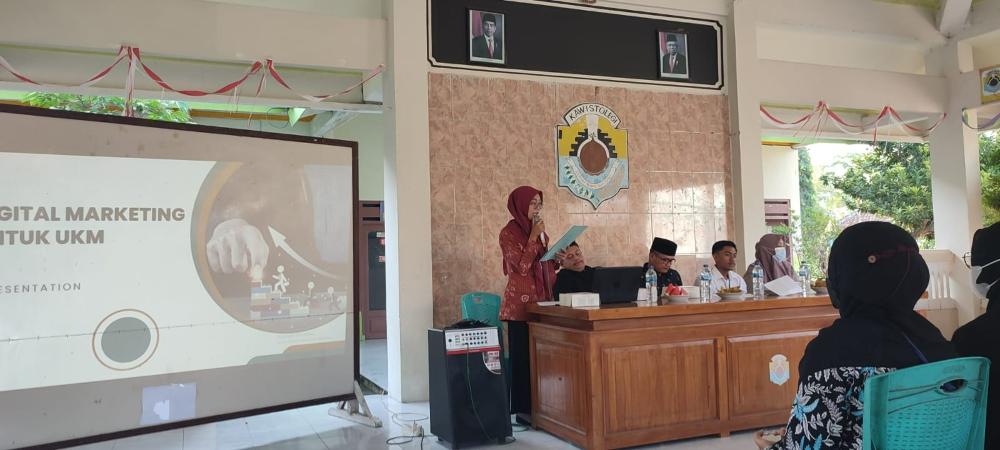 GITAL MARKETING
NTUK UKM
ESENTATION
KAWISTOLEGI